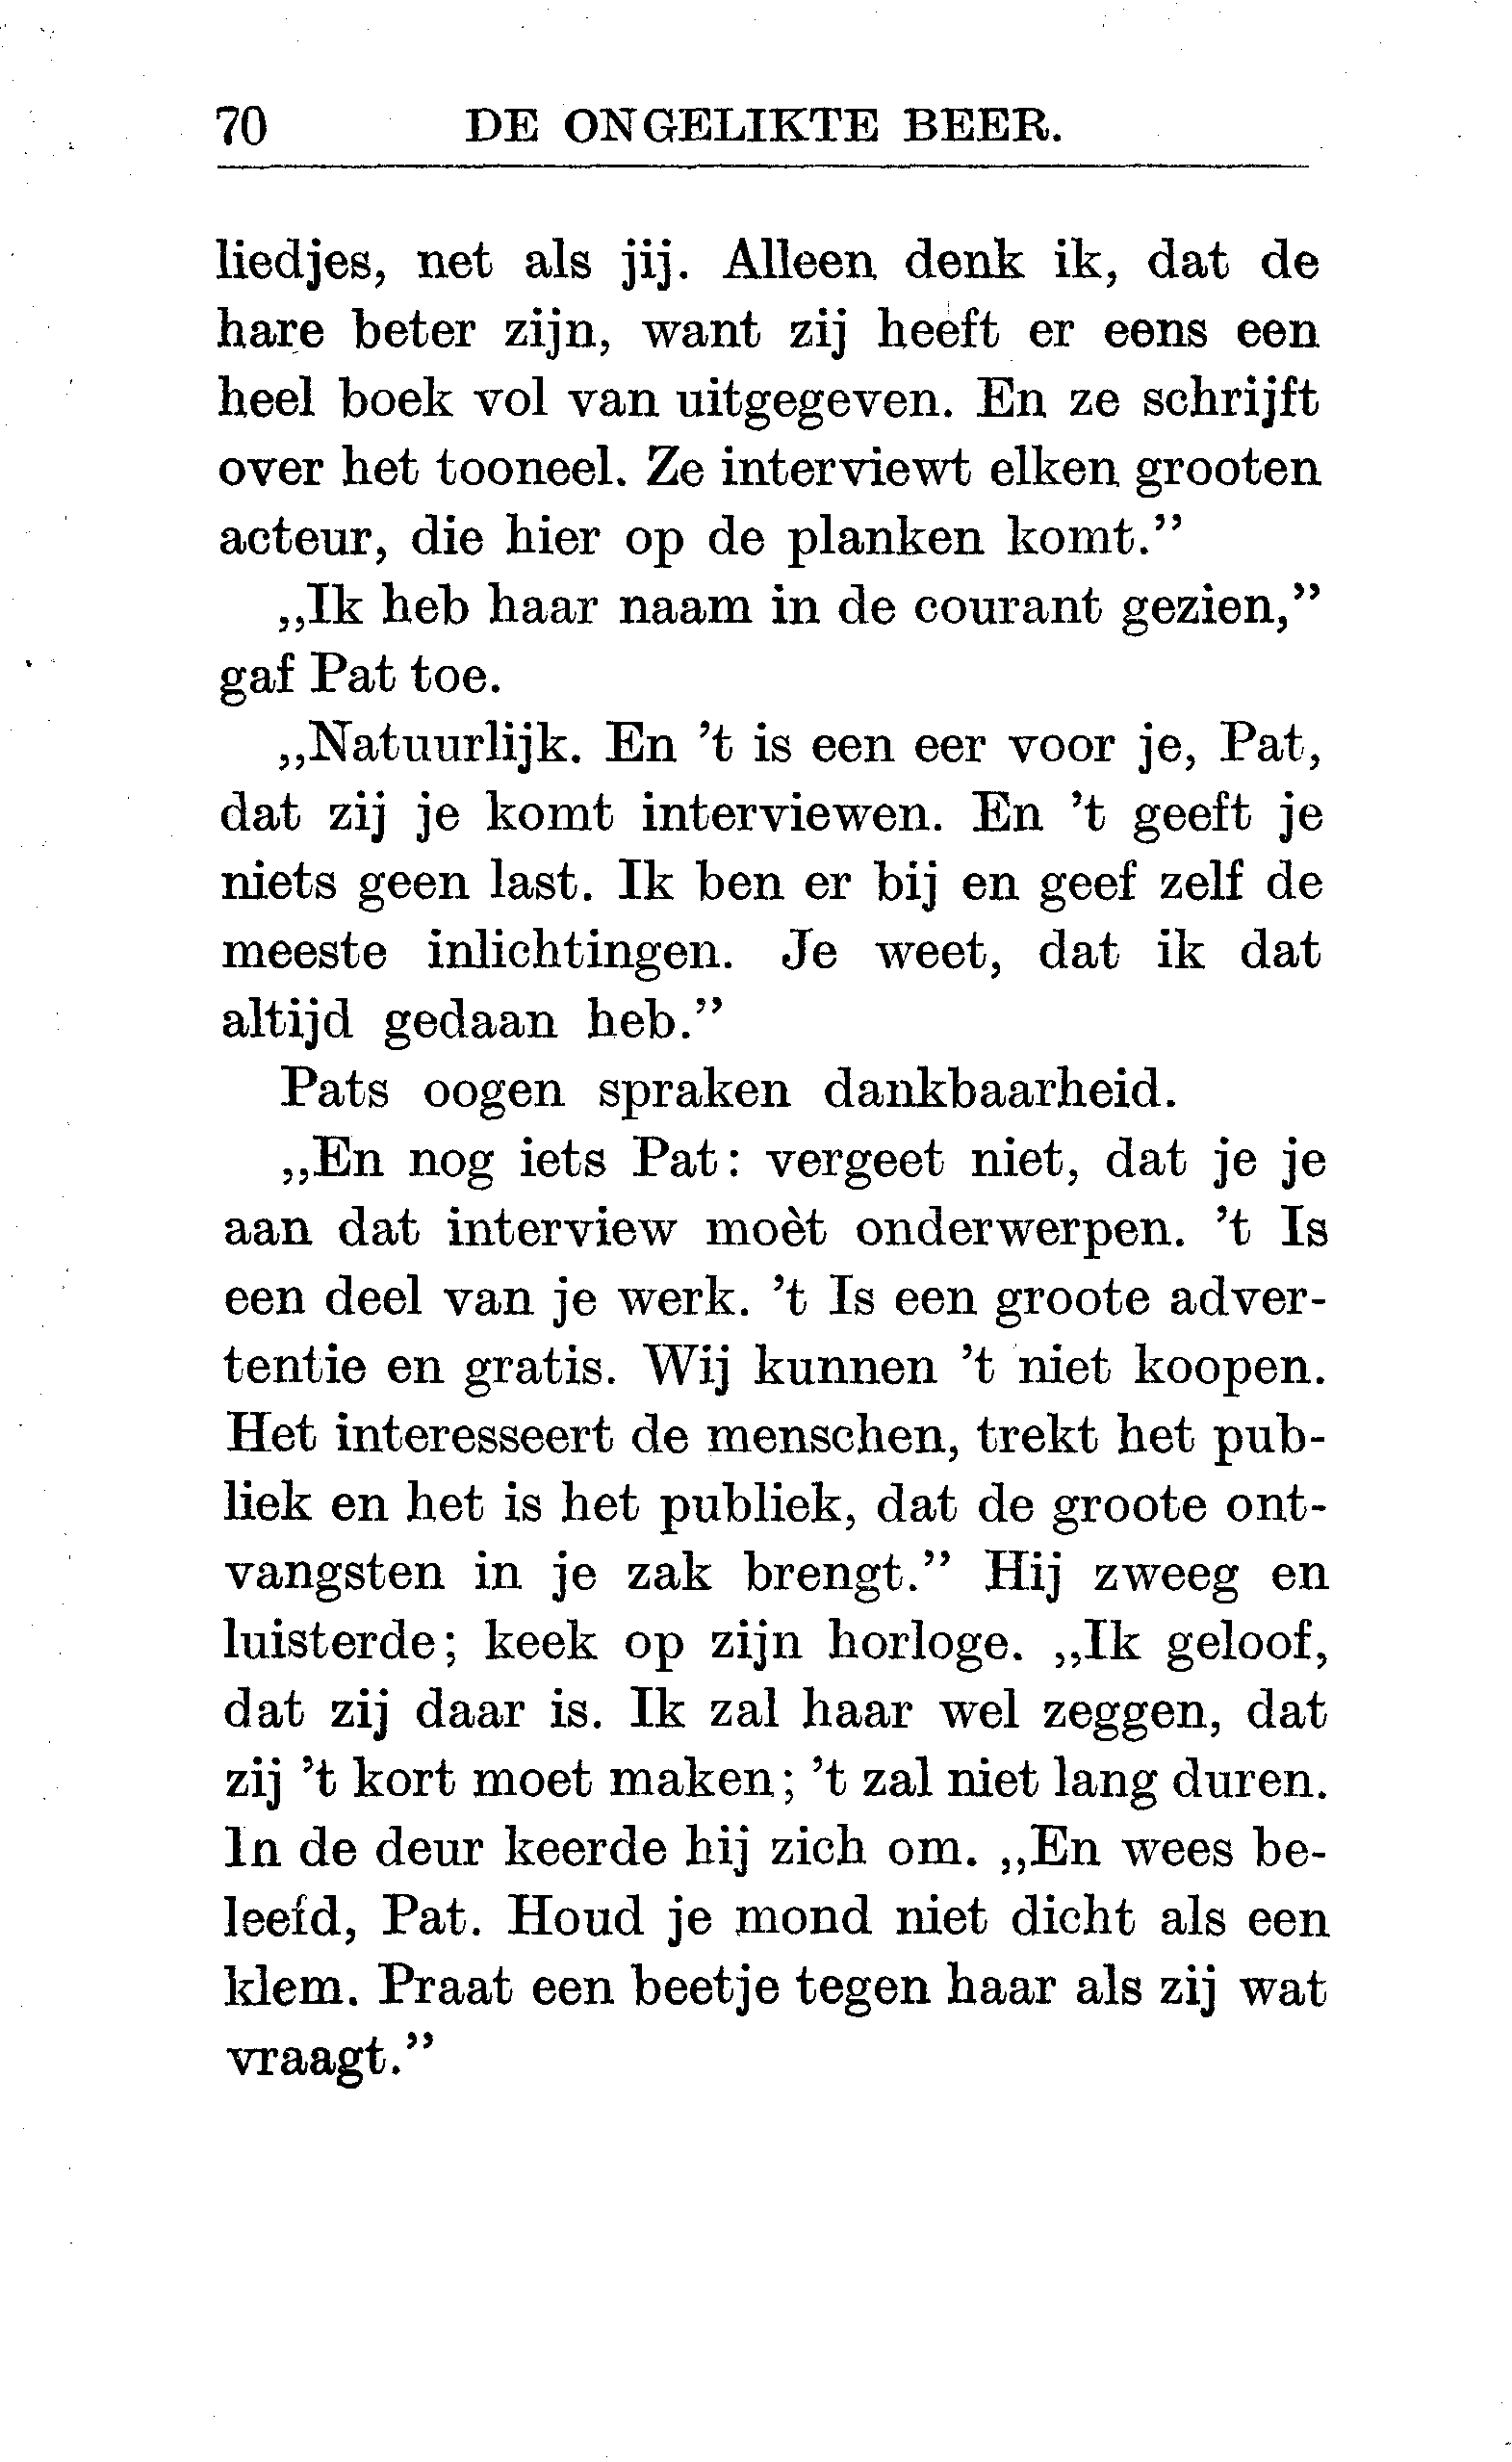 70 DE ONGELIKTE BEER.
liedjes, net als jij. Alleen denk ik, dat de
hare beter zijn, want zij heeft er eens een
heel boek vol van uitgegeven. En ze schrijft
over het tooneel. Ze interviewt elken grooten
acteur, die hier op de planken komt.”
„Ik heb haar naam in de courant gezien,”
gaf Pat toe.
„Natuurlijk. En ’t is een eer voor je, Pat,
dat zij je komt interviewen. En ’t geeft je
niets geen last. Ik ben er bij en geef zelf de
meeste inlichtingen. Je weet, dat ik dat
altijd gedaan heb.”
Pats oogen spraken dankbaarheid.
„En nog iets Pat: vergeet niet, dat je je
aan dat interview moèt onderwerpen. ’t Is
een deel van je werk. ’t Is een groote adver-
tentie en gratis. Wij kunnen ’t niet koopen.
Het interesseert de menschen, trekt het pub-
liek en het is het publiek, dat de groote ont-
vangsten in je zak brengt.” Hij zweeg en
luisterde; keek op zijn horloge. „Ik geloof,
dat zij daar is. Ik zal haar wel zeggen, dat
zij ’t kort moet maken; ’t zal niet lang duren.
In de deur keerde hij zich om. „En wees be-
leefd, Pat. Houd je mond niet dicht als een
klem. Praat een beetje tegen haar als zij wat
vraagt.”